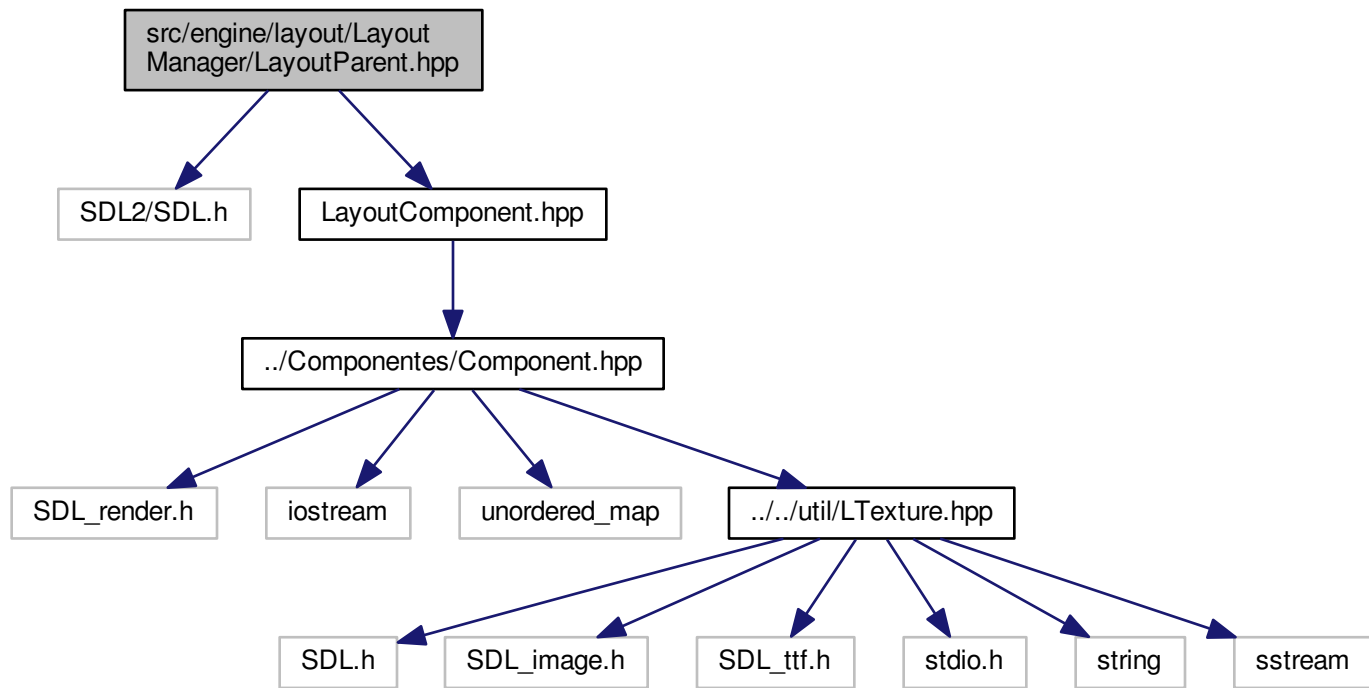 src/engine/layout/Layout
Manager/LayoutParent.hpp
SDL2/SDL.h
LayoutComponent.hpp
../Componentes/Component.hpp
SDL_render.h
iostream
unordered_map
../../util/LTexture.hpp
SDL.h
SDL_image.h
SDL_ttf.h
stdio.h
string
sstream